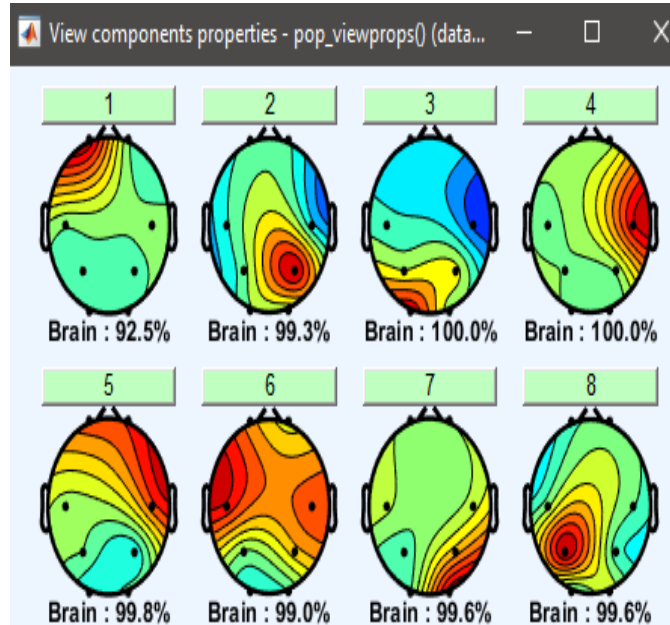 View components properties - pop_viewprops() (data...
1 2 3 4
Brain : 92.5% Brain : 99.3% Brain : 100.0% Brain : 100.0%
5 6 7 8
Brain : 99.8% Brain : 99.0% Brain : 99.6% Brain : 99.6%